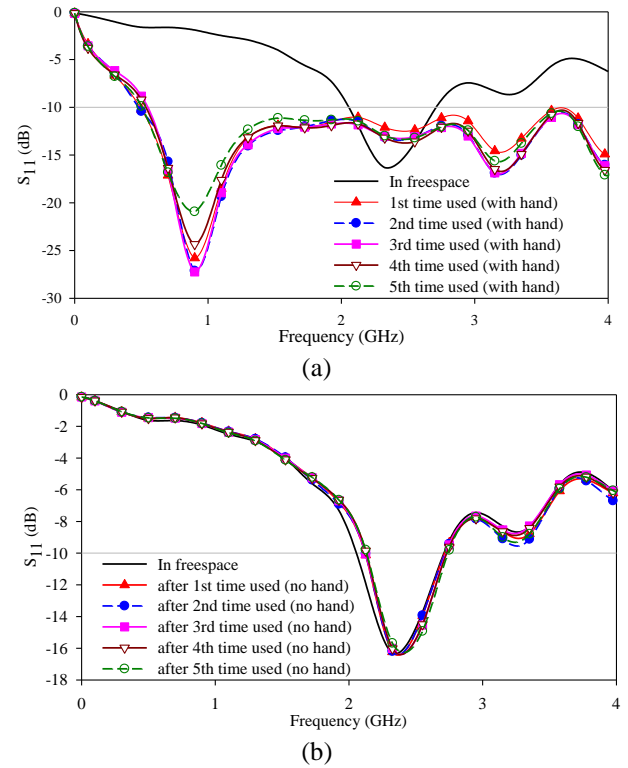 0
-5
-10
-15
-20
-25
-30
S11 (dB)
In freespace
1st time used (with hand)
2nd time used (with hand)
3rd time used (with hand)
4th time used (with hand)
5th time used (with hand)
0 1 2 3 4
Frequency (GHz)
(a)
0
-2
-4
-6
-8
-10
-12
-14
-16
-18
S11 (dB)
In freespace
after 1st time used (no hand)
after 2nd time used (no hand)
after 3rd time used (no hand)
after 4th time used (no hand)
after 5th time used (no hand)
0 1 2 3 4
Frequency (GHz)
(b)